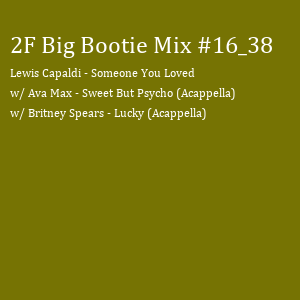 2F Big Bootie Mix #16_38
Lewis Capaldi - Someone You Loved
w/ Ava Max - Sweet But Psycho (Acappella)
w/ Britney Spears - Lucky (Acappella)